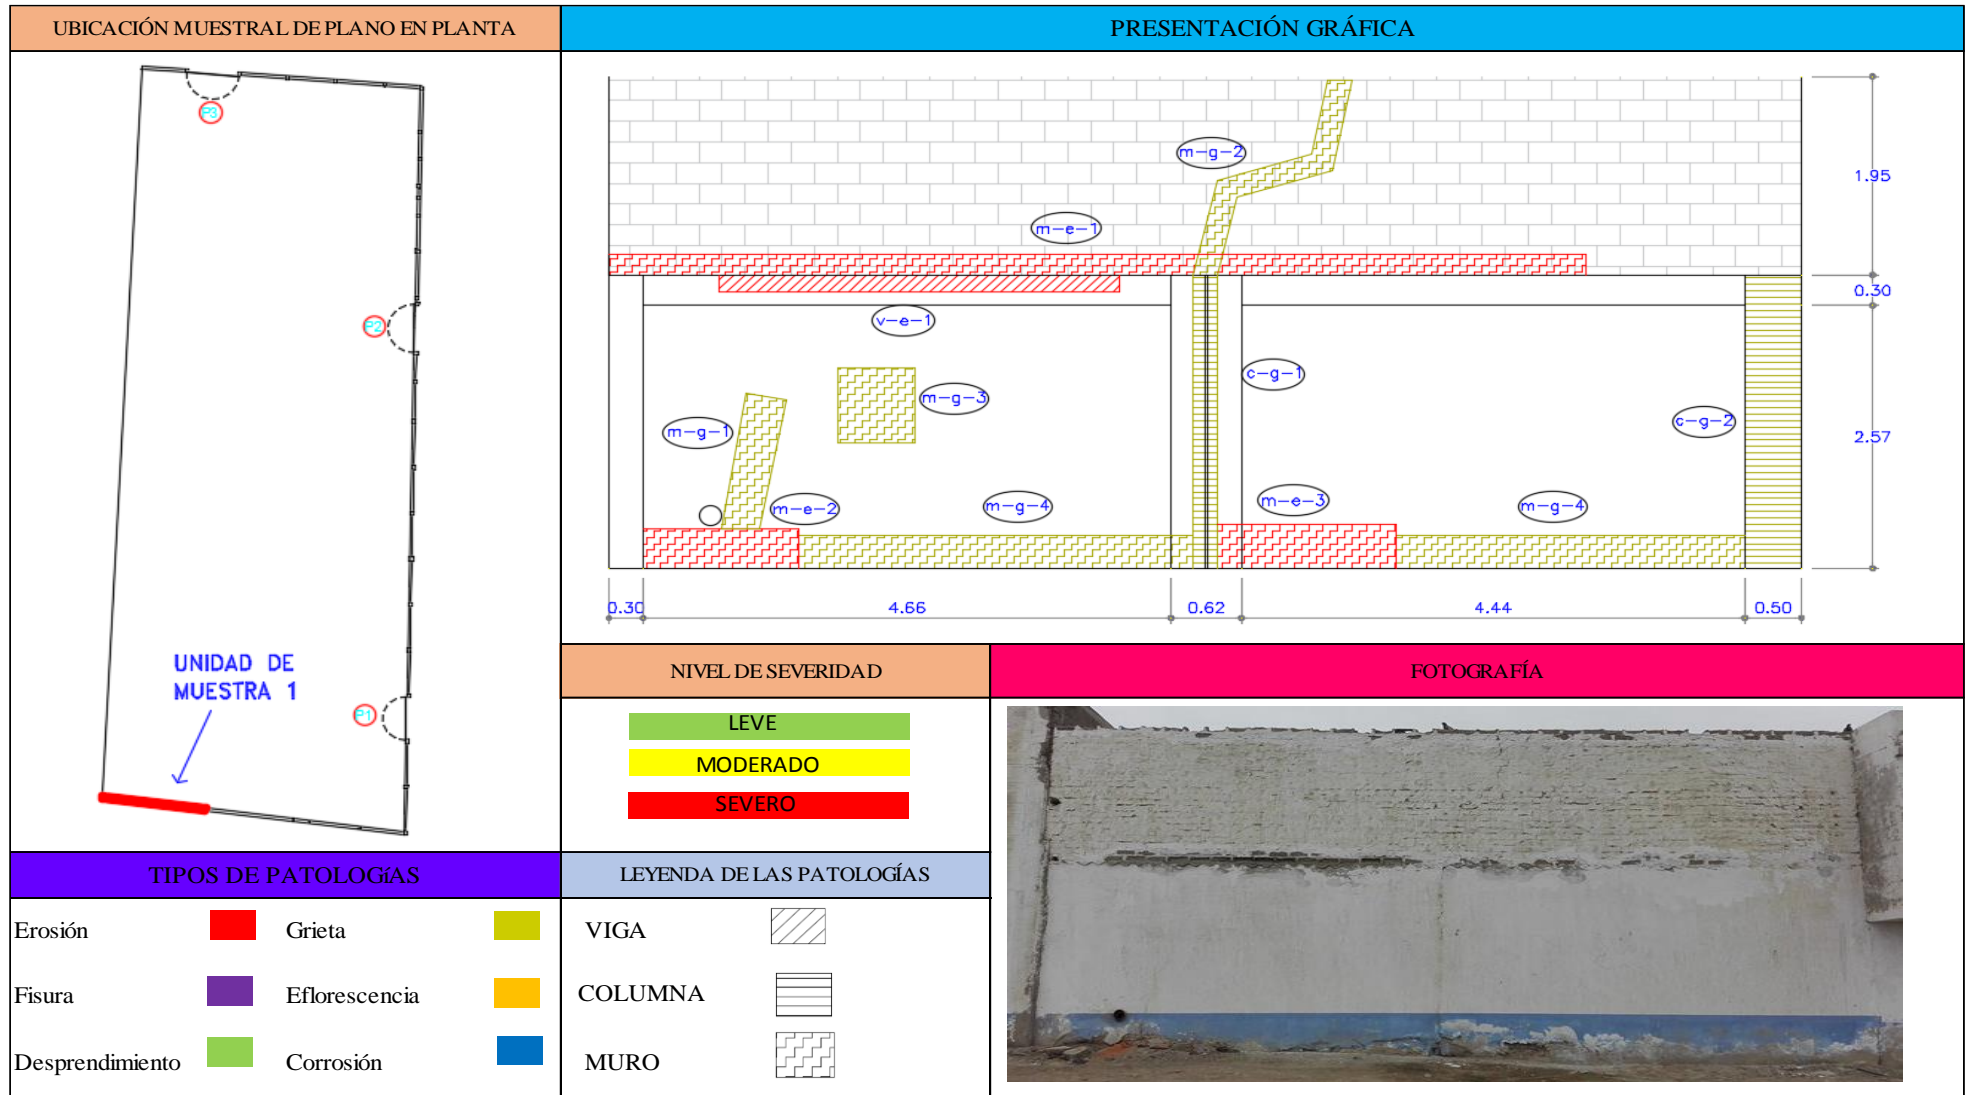 UBICACIÓN MUESTRAL DE PLANO EN PLANTA
PRESENTACIÓN GRÁFICA
P3
P2
P1
UNIDAD DE
MUESTRA 1
m-g-2
m-e-1
v-e-1
c-g-1
m-g-3
m-g-1
c-g-2
m-e-2
m-g-4
m-e-3
m-g-4
1.95
0.30
2.57
0.30
4.66
0.62
4.44
0.50
NIVEL DE SEVERIDAD
FOTOGRAFÍA
LEVE
MODERADO
SEVERO
TIPOS DE PATOLOGíAS
LEYENDA DE LAS PATOLOGÍAS
Erosión
Grieta
VIGA
Fisura
Eflorescencia
COLUMNA
Desprendimiento
Corrosión
MURO